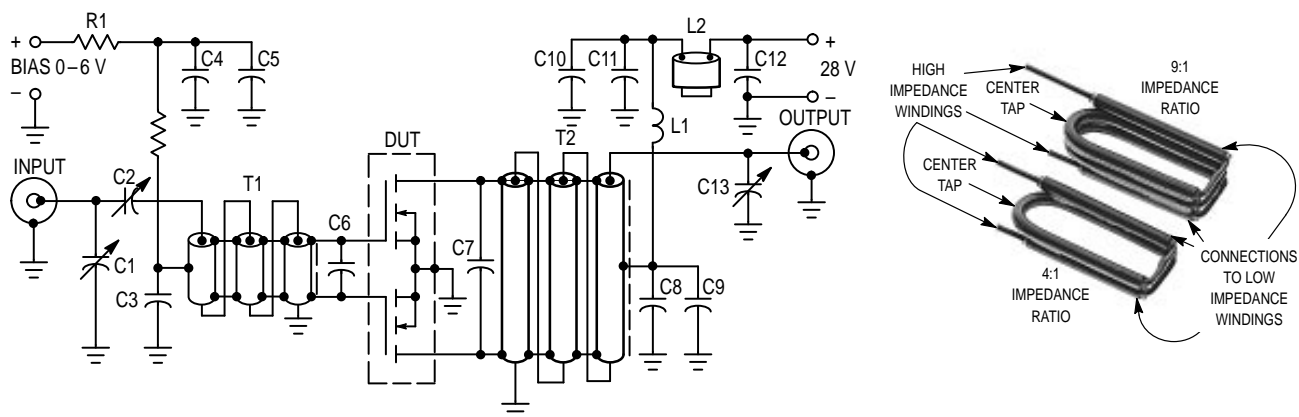 +
R1
BIAS 0–6 V
–
C4
C5
INPUT
C2
C1
C3
T1
C6
DUT
C7
T2
C10
C11
L2
C12
+
28 V
–
L1
OUTPUT
C13
C8
C9
HIGH
IMPEDANCE
WINDINGS
CENTER
TAP
9:1
IMPEDANCE
RATIO
CENTER
TAP
4:1
IMPEDANCE
RATIO
CONNECTIONS
TO LOW
IMPEDANCE
WINDINGS